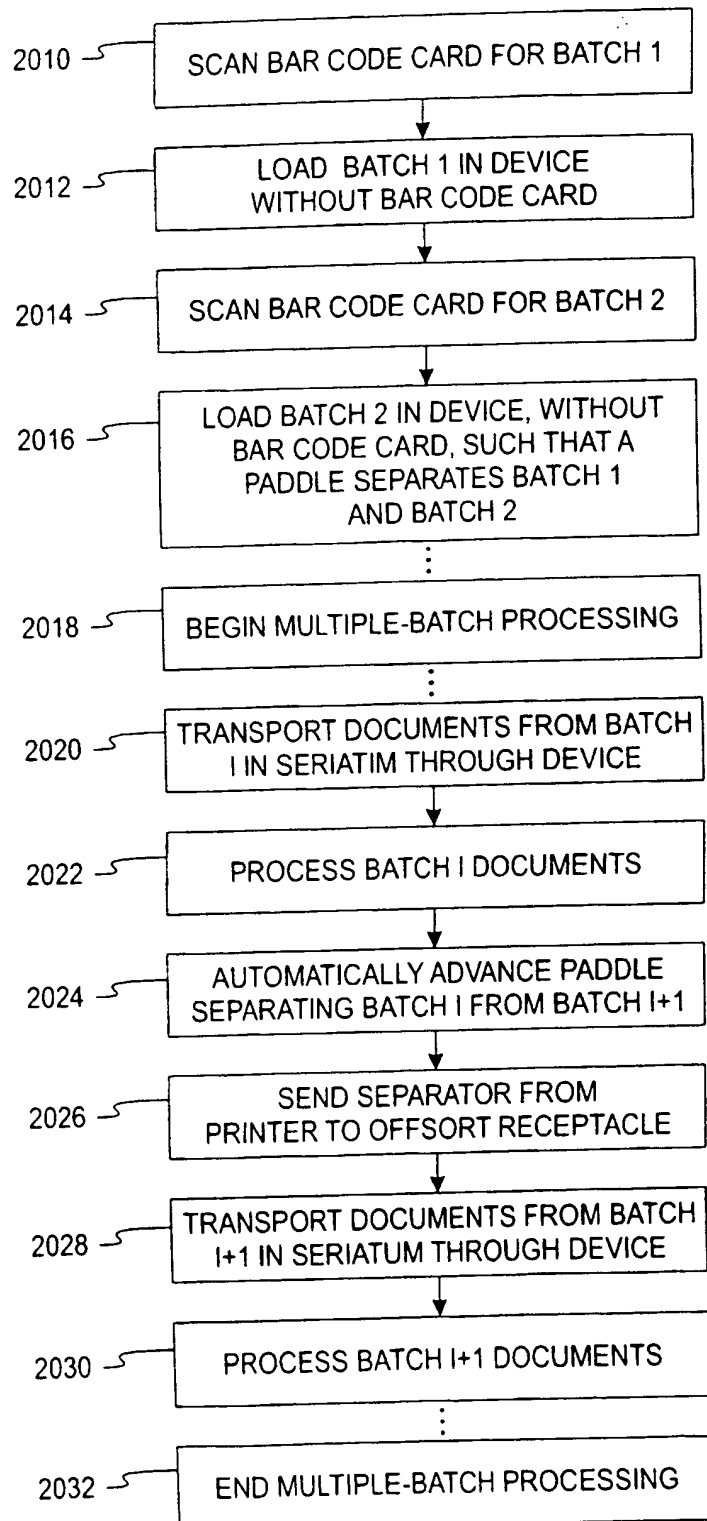 2010
SCAN BAR CODE CARD FOR BATCH 1
2012
LOAD BATCH 1 IN DEVICE
WITHOUT BAR CODE CARD
2014
SCAN BAR CODE CARD FOR BATCH 2
2016
LOAD BATCH 2 IN DEVICE, WITHOUT
BAR CODE CARD, SUCH THAT A
PADDLE SEPARATES BATCH 1
AND BATCH 2
2018
BEGIN MULTIPLE-BATCH PROCESSING
2020
TRANSPORT DOCUMENTS FROM BATCH
I IN SERIATIM THROUGH DEVICE
2022
PROCESS BATCH I DOCUMENTS
2024
AUTOMATICALLY ADVANCE PADDLE
SEPARATING BATCH I FROM BATCH I+1
2026
SEND SEPARATOR FROM
PRINTER TO OFFSORT RECEPTACLE
2028
TRANSPORT DOCUMENTS FROM BATCH
I+1 IN SERIATUM THROUGH DEVICE
2030
PROCESS BATCH I+1 DOCUMENTS
2032
END MULTIPLE-BATCH PROCESSING